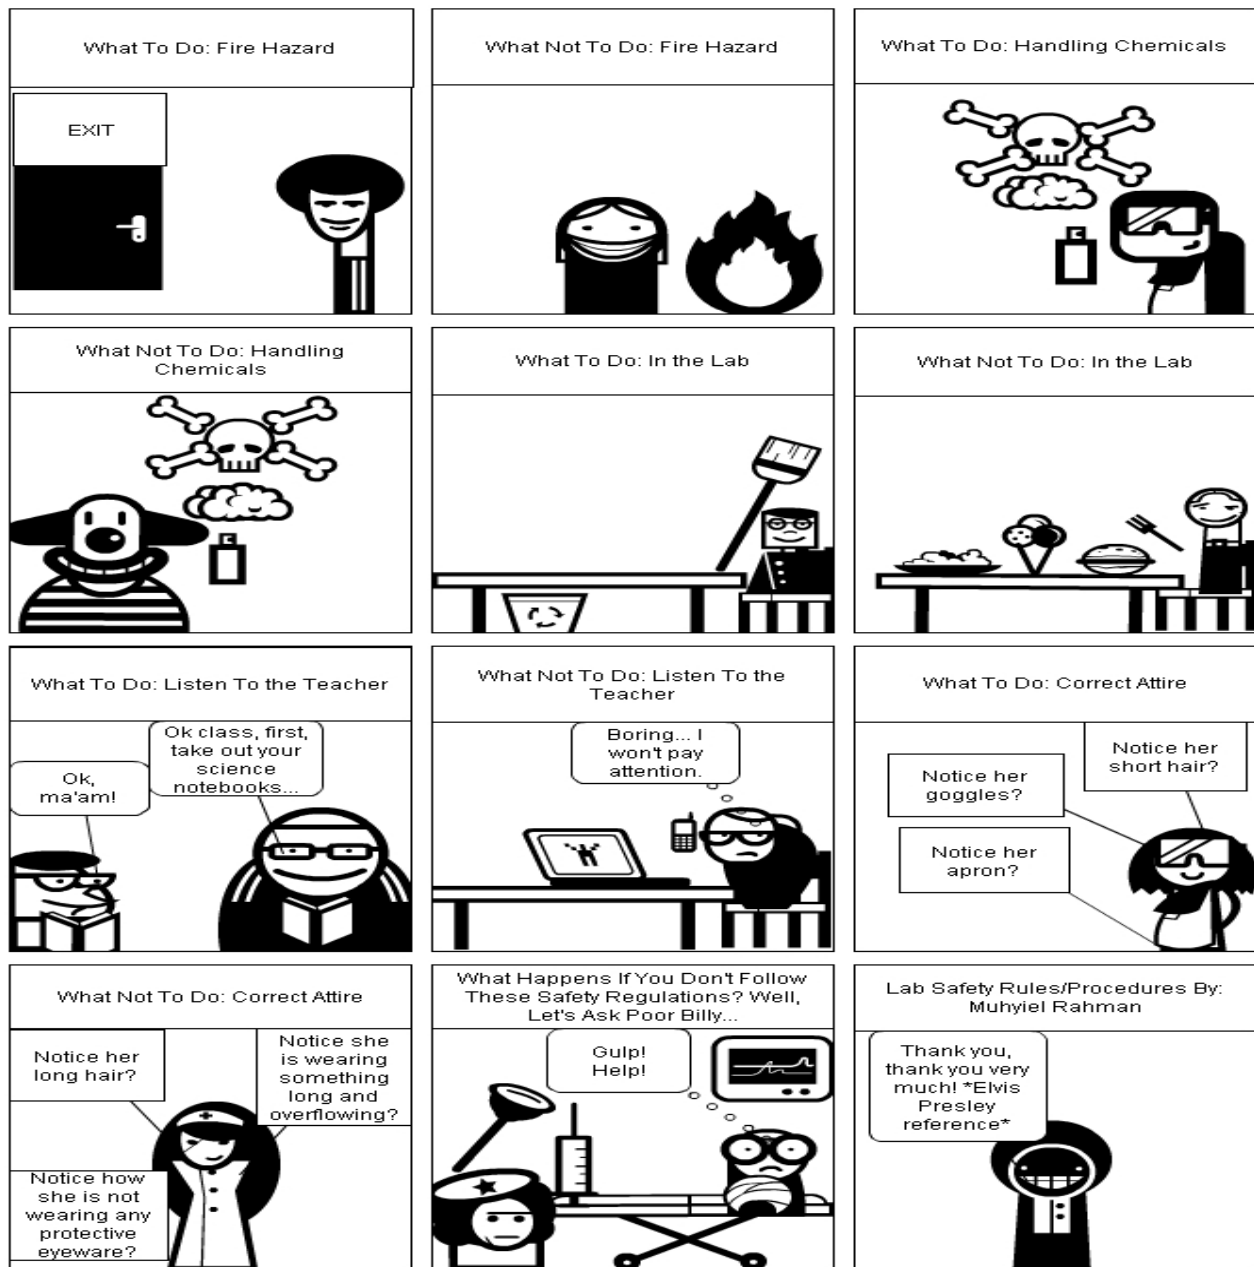 What To Do: Fire Hazard
EXIT
What Not To Do: Fire Hazard
What To Do: Handling Chemicals
What Not To Do: Handling
Chemicals
What To Do: In the Lab
What Not To Do: In the Lab
What To Do: Listen To the Teacher
Ok class, first,
take out your
science
notebooks...
Ok,
ma'am!
What Not To Do: Listen To the
Teacher
Boring... I
won't pay
attention.
What To Do: Correct Attire
Notice her
short hair?
Notice her
goggles?
Notice her
apron?
What Not To Do: Correct Attire
Notice her
long hair?
Notice she
is wearing
something
long and
overflowing?
Notice how
she is not
wearing any
protective
eyeware?
What Happens If You Don't Follow
These Safety Regulations? Well,
Let's Ask Poor Billy...
Gulp!
Help!
Lab Safety Rules/Procedures By:
Muhyiel Rahman
Thank you,
thank you very
much! *Elvis
Presley
reference*